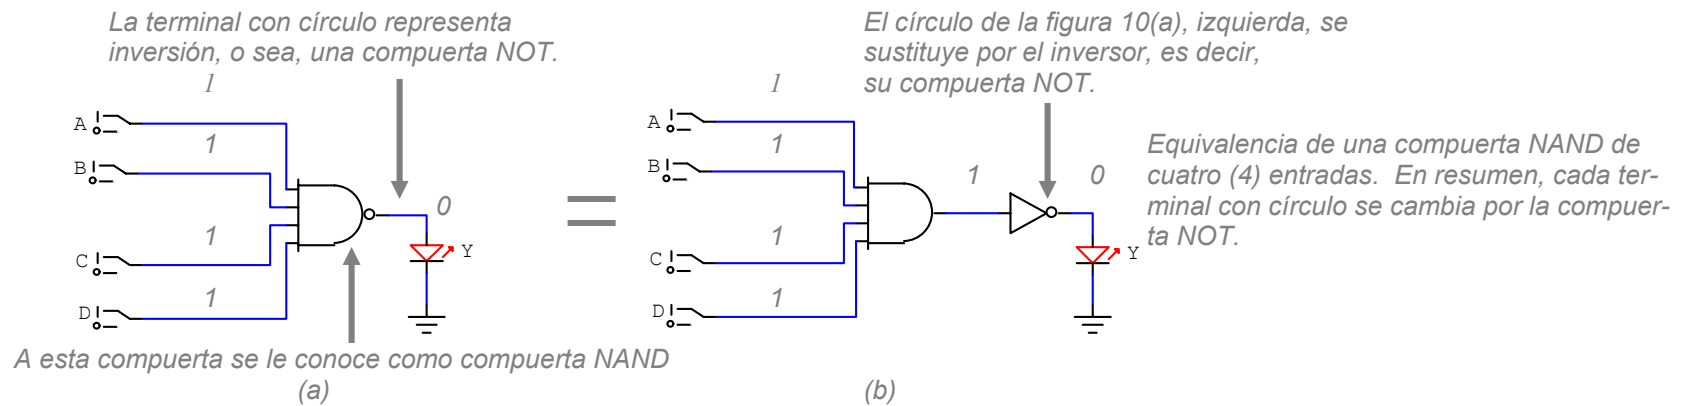 La terminal con círculo representa
inversión, o sea, una compuerta NOT.
1
A
1
B
0
1
C
Y
1
D
A esta compuerta se le conoce como compuerta NAND
(a)
=
El círculo de la figura 10(a), izquierda, se
sustituye por el inversor, es decir,
su compuerta NOT.
1
A
1
B
1
0
1
C
Y
1
D
(b)
Equivalencia de una compuerta NAND de
cuatro (4) entradas. En resumen, cada ter-
minal con círculo se cambia por la compuer-
ta NOT.